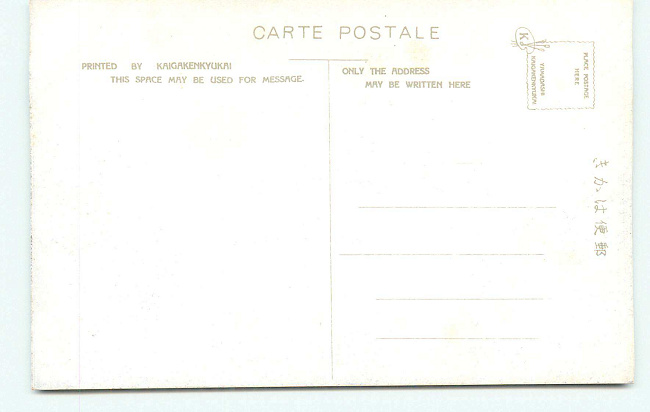 CARTE POSTALE
PRINTED BY KAIGAKENKYUKAI
THIS SPACE MAY BE USED FOR MESSAGE.
ONLY THE ADDRESS
MAY BE WRITTEN HERE
PLACE POSTAGE
HERE
KAIGAKENKYUKAI
きかは便郵